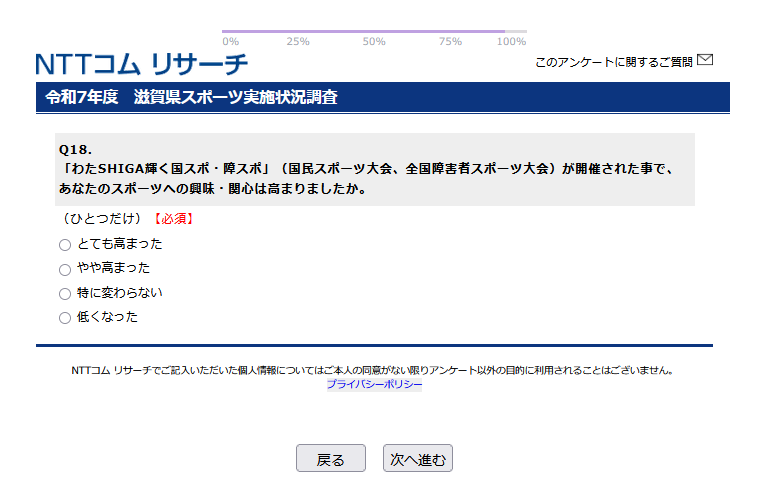 0% 25% 50% 75% 100%
NTTコム リサーチ
このアンケートに関するご質問
令和7年度　滋賀県スポーツ実施状況調査
Q18.
「わたSHIGA輝く国スポ・障スポ」（国民スポーツ大会、全国障害者スポーツ大会）が開催された事で、
あなたのスポーツへの興味・関心は高まりましたか。
（ひとつだけ）【必須】
とても高まった
やや高まった
特に変わらない
低くなった
NTTコム リサーチでご記入いただいた個人情報についてはご本人の同意がない限りアンケート以外の目的に利用されることはございません。
プライバシーポリシー
戻る 次へ進む